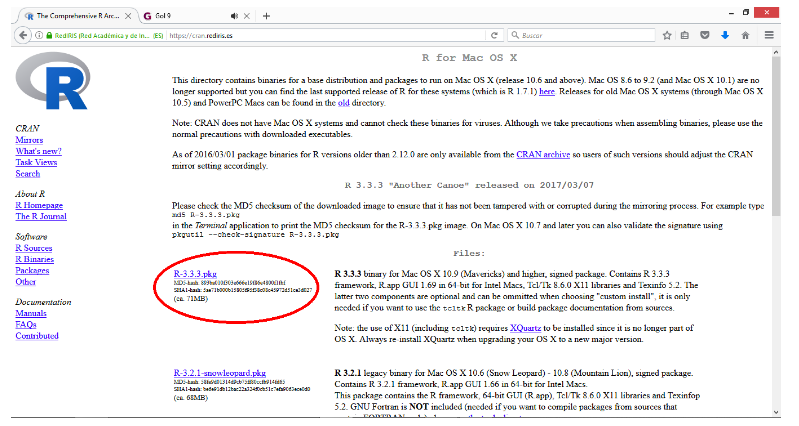 The Comprehensive R Arc...
Gol 9
RedIRIS (Red Académica y de In... (ES)
https://cran.rediris.es
Buscar
R
CRAN
Mirrors
What's new?
Task Views
Search
About R
R Homepage
The R Journal
Software
R Sources
R Binaries
Packages
Other
Documentation
Manuals
FAQs
Contributed
R for Mac OS X
This directory contains binaries for a base distribution and packages to run on Mac OS X (release 10.6 and above). Mac OS 8.6 to 9.2 (and Mac OS X 10.1) are no
longer supported but you can find the last supported release of R for these systems (which is R 1.7.1) here. Releases for old Mac OS X systems (through Mac OS X
10.5) and PowerPC Macs can be found in the old directory.
Note: CRAN does not have Mac OS X systems and cannot check these binaries for viruses. Although we take precautions when assembling binaries, please use the
normal precautions with downloaded executables.
As of 2016/03/01 package binaries for R versions older than 2.12.0 are only available from the CRAN archive so users of such versions should adjust the CRAN
mirror setting accordingly.
R 3.3.3 "Another Canoe" released on 2017/03/07
Please check the MD5 checksum of the downloaded image to ensure that it has not been tampered with or corrupted during the mirroring process. For example type
md5 R-3.3.3.pkg
in the Terminal application to print the MD5 checksum for the R-3.3.3.pkg image. On Mac OS X 10.7 and later you can also validate the signature using
pkgutil --check-signature R-3.3.3.pkg
Files:
R-3.3.3.pkg
MD5-hash:
SHA1-hash:
(ca. 71MB)
R 3.3.3 binary for Mac OS X 10.9 (Mavericks) and higher, signed package. Contains R 3.3.3
framework, R.app GUI 1.69 in 64-bit for Intel Macs, Tcl/Tk 8.6.0 X11 libraries and Texinfo 5.2. The
latter two components are optional and can be ommitted when choosing "custom install", it is only
needed if you want to use the tcltk R package or build package documentation from sources.
Note: the use of X11 (including tcltk) requires XQuartz to be installed since it is no longer part of
OS X. Always re-install XQuartz when upgrading your OS X to a new major version.
R-3.2.1-snowleopard.pkg
MD5-hash:
SHA1-hash:
(ca. 68MB)
R 3.2.1 legacy binary for Mac OS X 10.6 (Snow Leopard) - 10.8 (Mountain Lion), signed package.
Contains R 3.2.1 framework, R.app GUI 1.66 in 64-bit for Intel Macs.
This package contains the R framework, 64-bit GUI (R.app), Tcl/Tk 8.6.0 X11 libraries and Texinfop
5.2. GNU Fortran is NOT included (needed if you want to compile packages from sources that